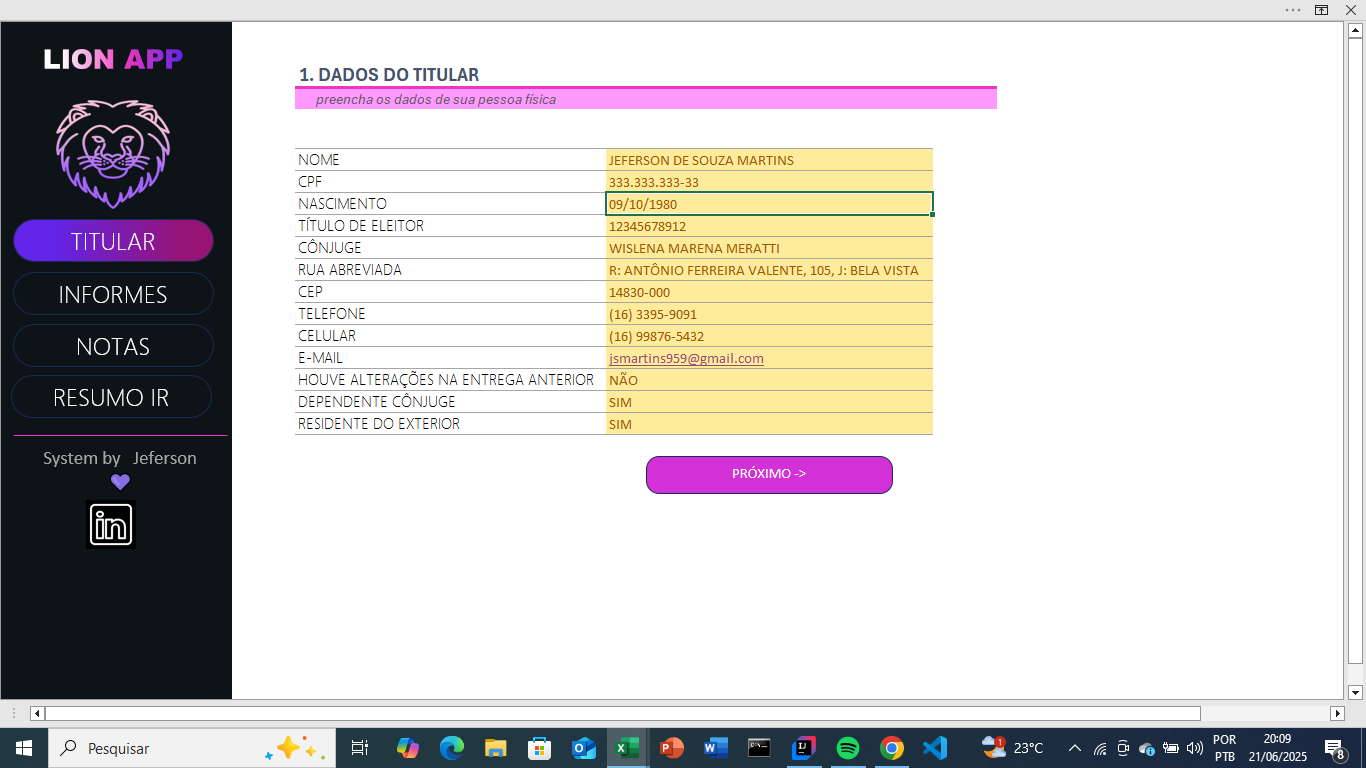 LION APP
TITULAR
INFORMES
NOTAS
RESUMO IR
System by Jeferson
in
1. DADOS DO TITULAR
preencha os dados de sua pessoa física
NOME JEFERSON DE SOUZA MARTINS
CPF 333.333.333-33
NASCIMENTO 09/10/1980
TÍTULO DE ELEITOR 12345678912
CÔNJUGE WISLENA MARENA MERATTI
RUA ABREVIADA R: ANTÔNIO FERREIRA VALENTE, 105, J: BELA VISTA
CEP 14830-000
TELEFONE (16) 3395-9091
CELULAR (16) 99876-5432
E-MAIL jsmartins959@gmail.com
HOUVE ALTERAÇÕES NA ENTREGA ANTERIOR NÃO
DEPENDENTE CÔNJUGE SIM
RESIDENTE DO EXTERIOR SIM
PRÓXIMO ->
Pesquisar
1
23°C
POR
PTB
20:09
21/06/2025
8